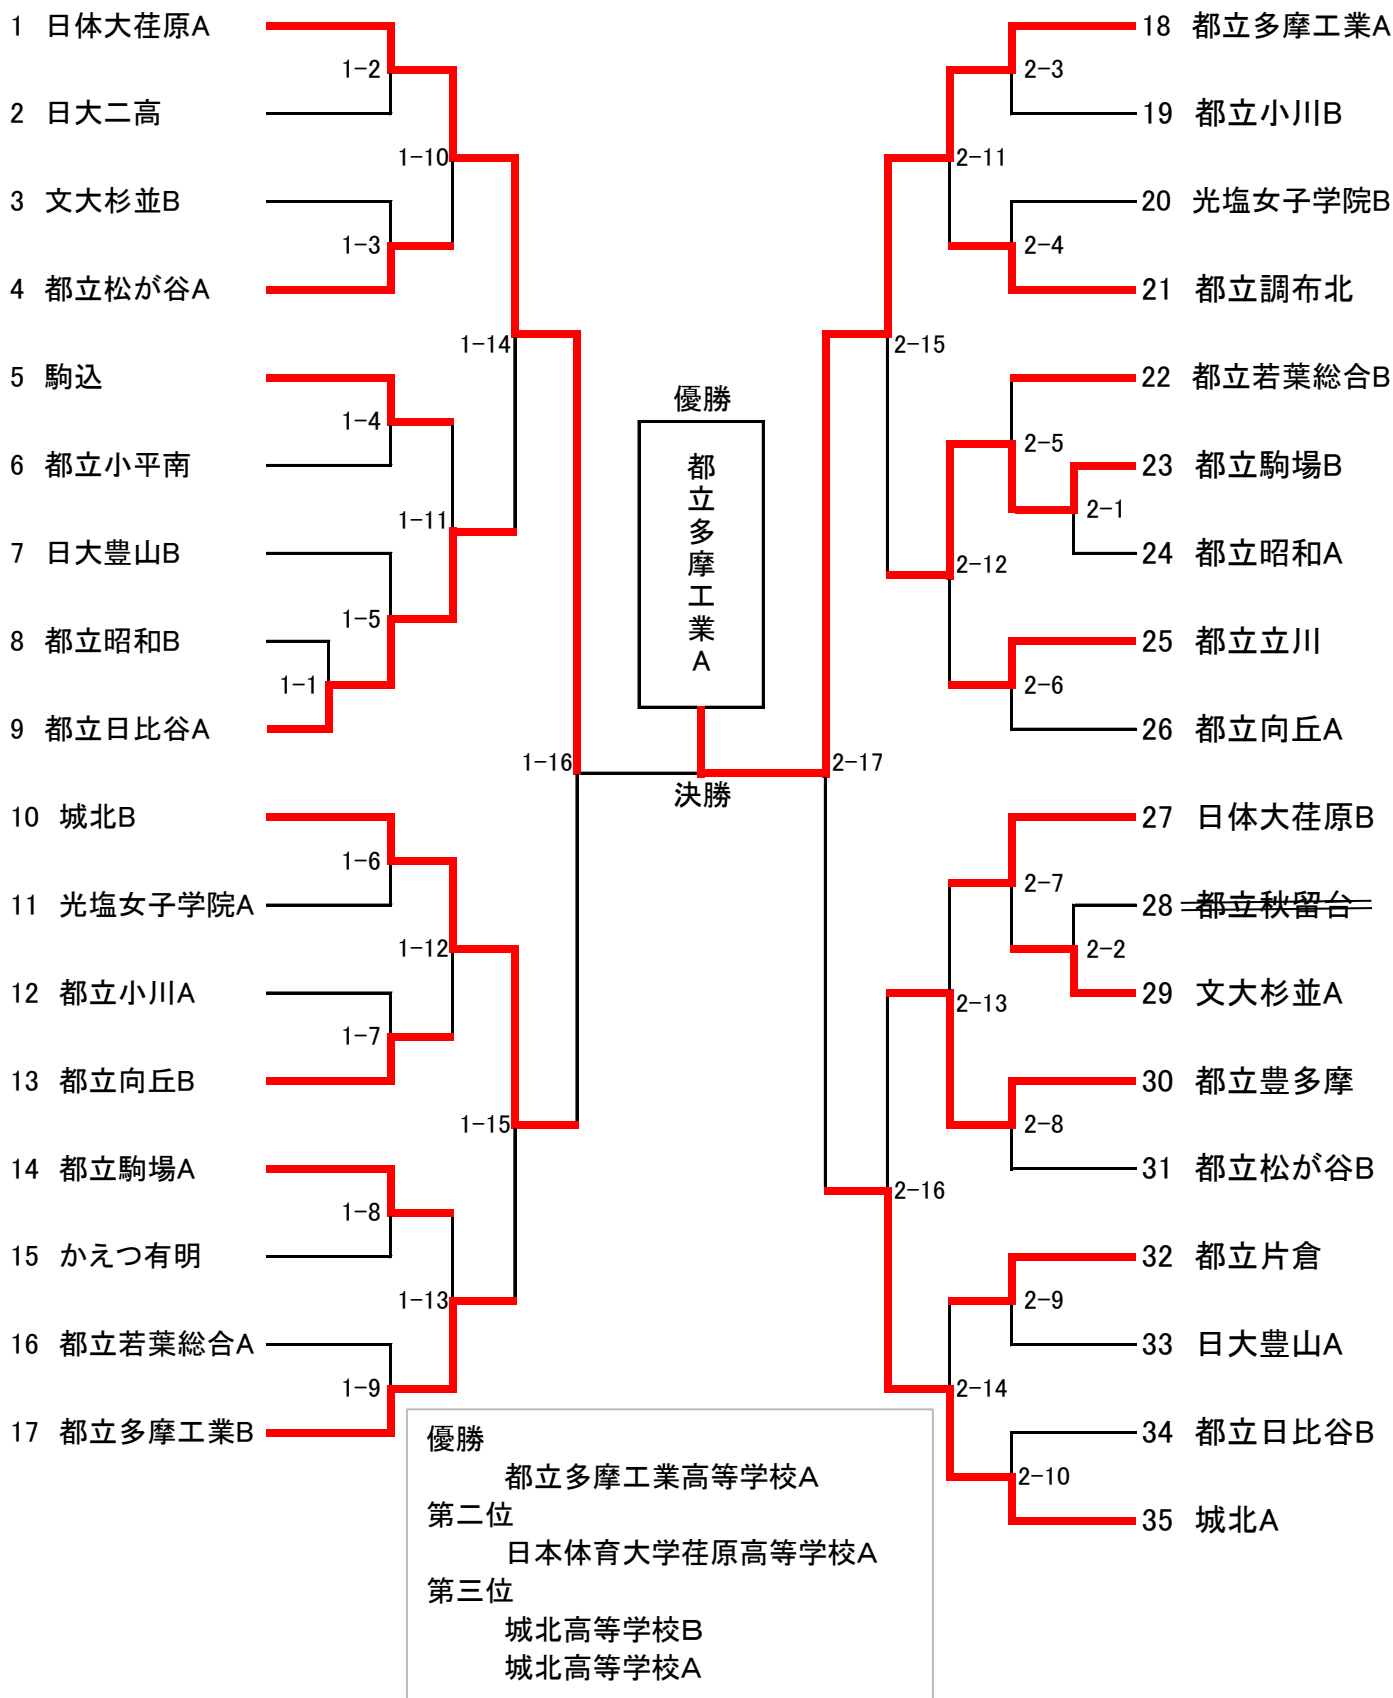 1 日体大荏原A
1-2
2 日大二高
1-10
3 文大杉並B
1-3
4 都立松が谷A
1-14
5 駒込
1-4
6 都立小平南
1-11
7 日大豊山B
1-5
8 都立昭和B
1-1
9 都立日比谷A
1-16
10 城北B
1-6
11 光塩女子学院A
1-12
12 都立小川A
1-7
13 都立向丘B
1-15
14 都立駒場A
1-8
15 かえつ有明
1-13
16 都立若葉総合A
1-9
17 都立多摩工業B
優勝
都立多摩工業A
決勝
18 都立多摩工業A
2-3
19 都立小川B
2-11
20 光塩女子学院B
2-4
21 都立調布北
2-15
22 都立若葉総合B
2-5
23 都立駒場B
2-1
24 都立昭和A
2-12
25 都立立川
2-6
26 都立向丘A
2-17
27 日体大荏原B
2-7
28 都立秋留台
2-2
29 文大杉並A
2-13
30 都立豊多摩
2-8
31 都立松が谷B
2-16
32 都立片倉
2-9
33 日大豊山A
2-14
34 都立日比谷B
2-10
35 城北A
優勝
都立多摩工業高等学校A
第二位
日本体育大学荏原高等学校A
第三位
城北高等学校B
城北高等学校A